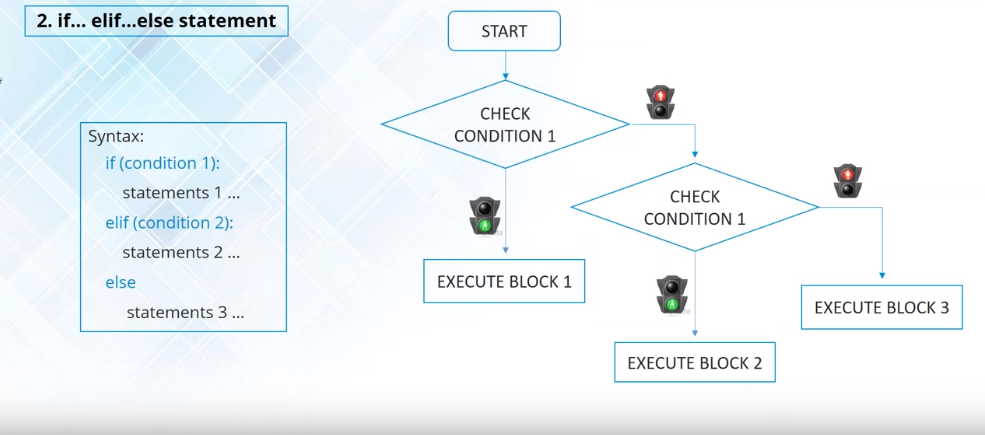 2. if... elif...else statement
START
CHECK
CONDITION 1
Syntax:
if (condition 1):
statements 1 ...
elif (condition 2):
statements 2 ...
else
statements 3 ...
CHECK
CONDITION 1
EXECUTE BLOCK 1
EXECUTE BLOCK 3
EXECUTE BLOCK 2